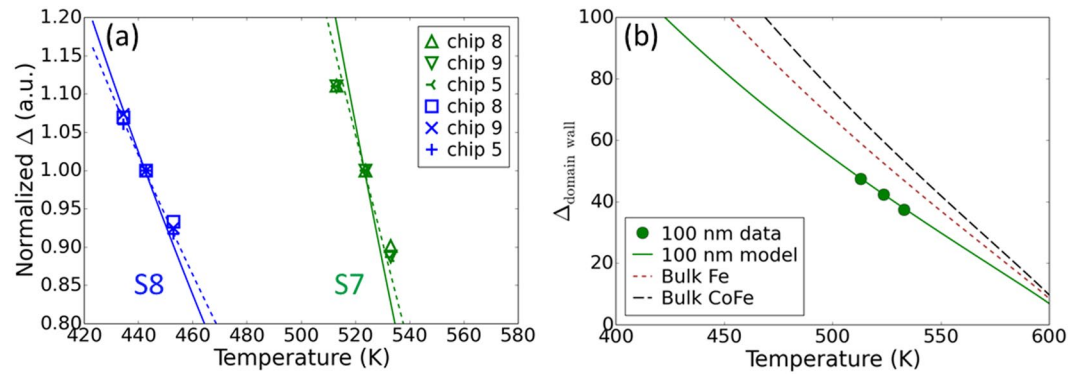 (a)
1.20
1.15
1.10
1.05
1.00
0.95
0.90
0.85
0.80
Normalized Δ (a.u.)
chip 8
chip 9
chip 5
chip 8
chip 9
chip 5
S8
S7
420 440 460 480 500 520 540 560 580
Temperature (K)
(b)
100
80
60
40
20
0
Δdomain wall
100 nm data
100 nm model
Bulk Fe
Bulk CoFe
400 450 500 550 600
Temperature (K)